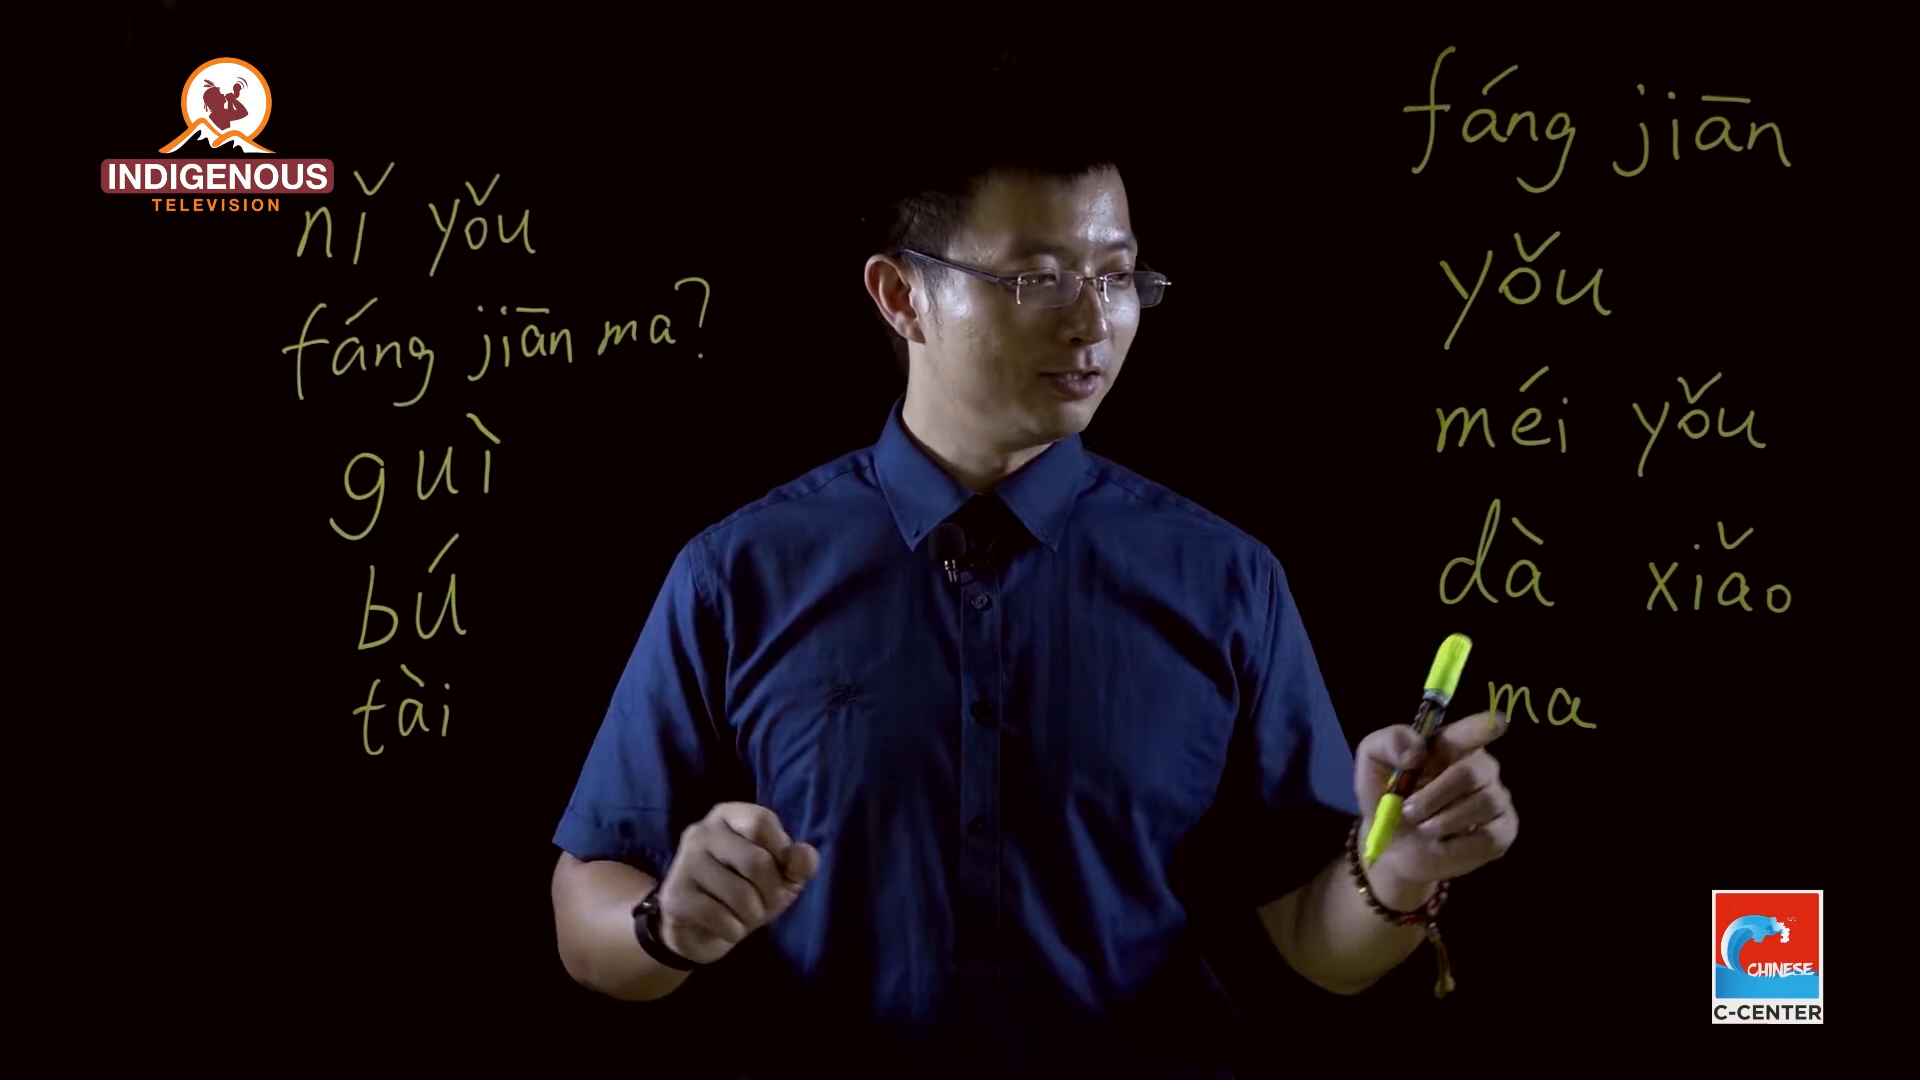 INDIGENOUS
TELEVISION
nǐ yǒu
fáng jiān ma?
guì
bú
tài
fáng jiān
yǒu
méi yǒu
dà xiǎo
ma
CHINESE
C-CENTER